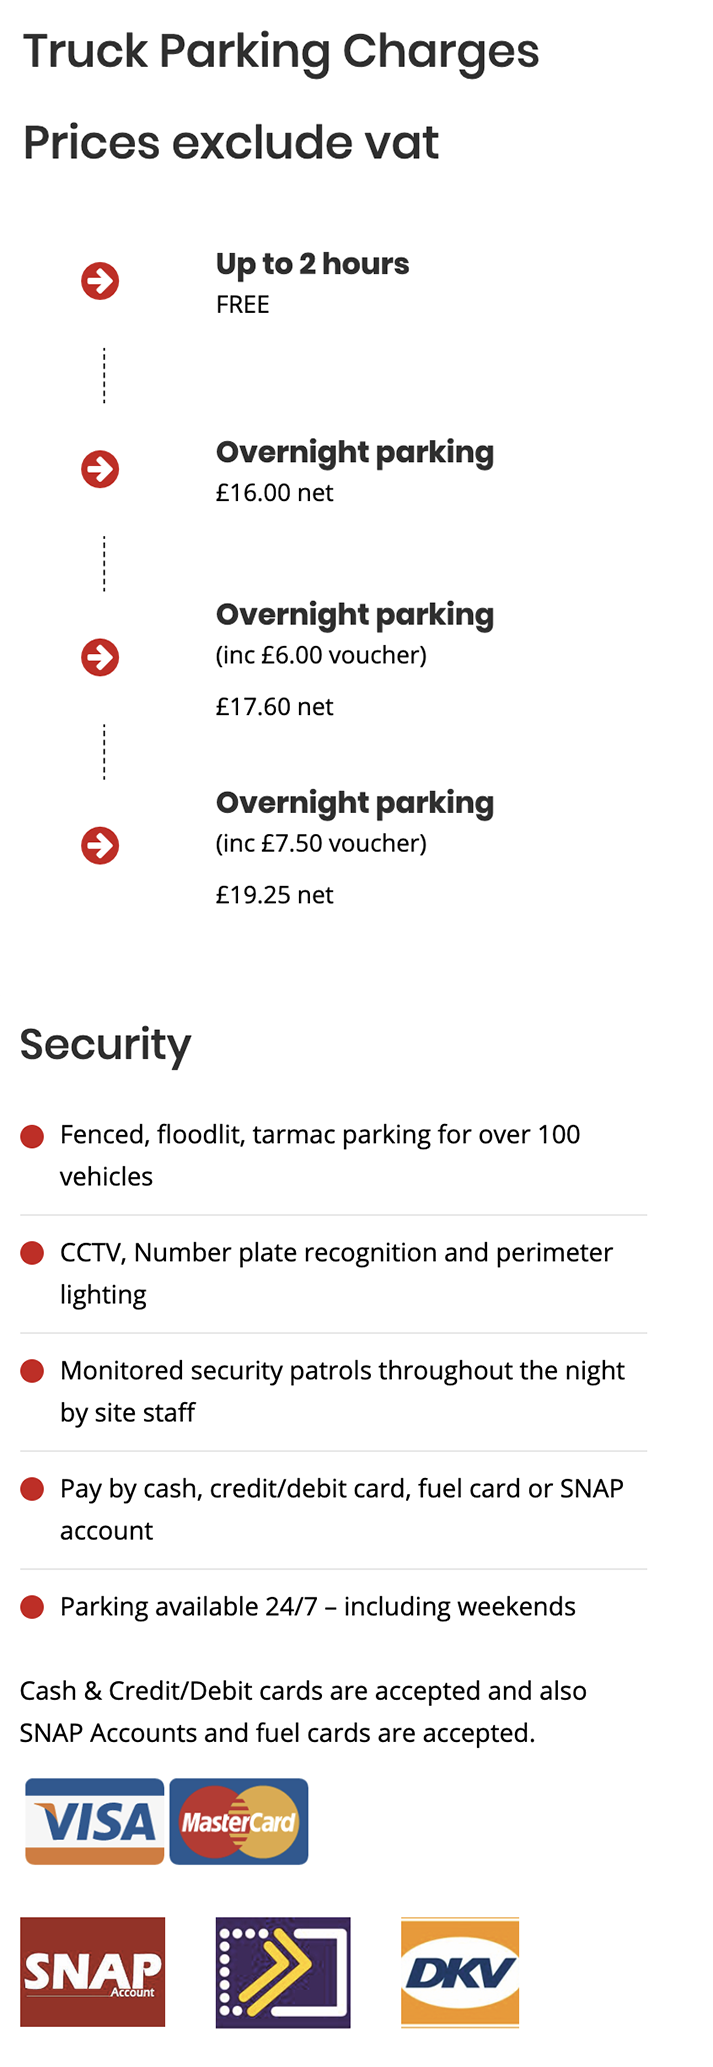 Truck Parking Charges
Prices exclude vat
Up to 2 hours
FREE
Overnight parking
£16.00 net
Overnight parking
(inc £6.00 voucher)
£17.60 net
Overnight parking
(inc £7.50 voucher)
£19.25 net
Security
Fenced, floodlit, tarmac parking for over 100
vehicles
CCTV, Number plate recognition and perimeter
lighting
Monitored security patrols throughout the night
by site staff
Pay by cash, credit/debit card, fuel card or SNAP
account
Parking available 24/7 – including weekends
Cash & Credit/Debit cards are accepted and also
SNAP Accounts and fuel cards are accepted.
VISA MasterCard
SNAP DKV
Account